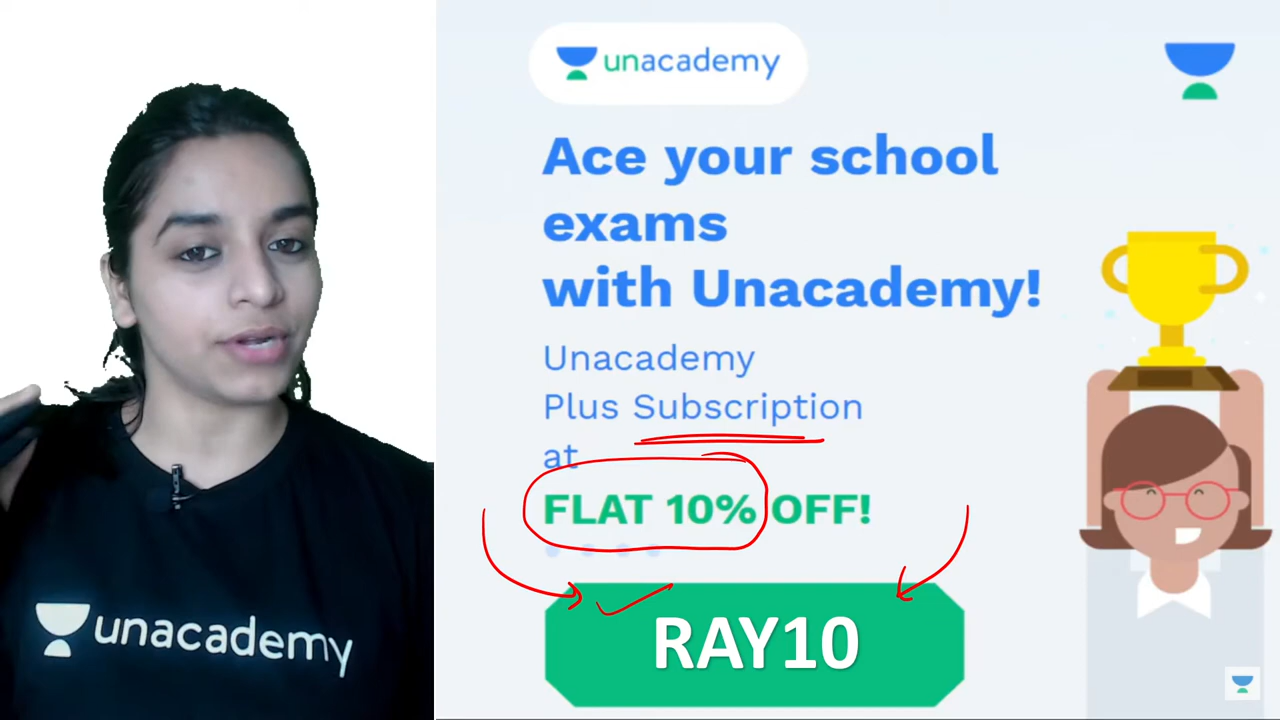 unacademy
Ace your school
exams
with Unacademy!
Unacademy
Plus Subscription
at
FLAT 10% OFF!
RAY10
unacademy